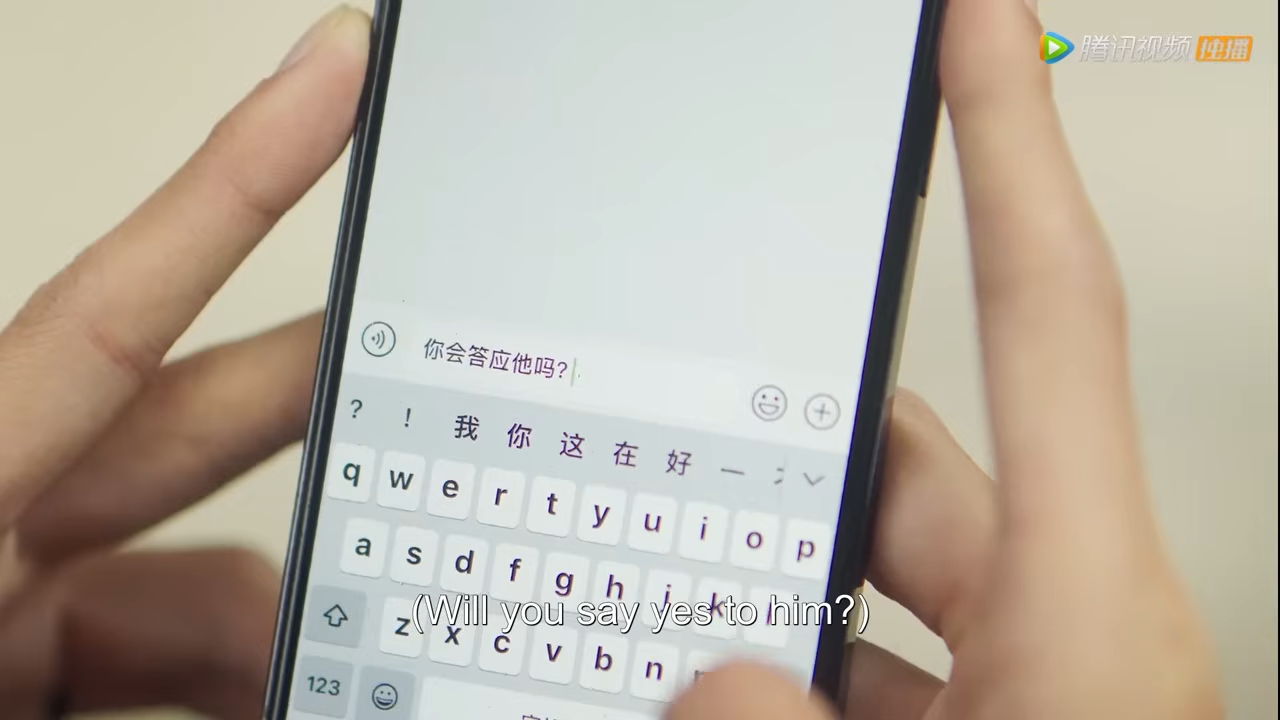 腾讯视频 独播
你会答应他吗?
? ! 我 你 这 在 好 一
q w e r t y u i o p
a s d f g h j k l
(Will you say yes to him?)
z x c v b n
123